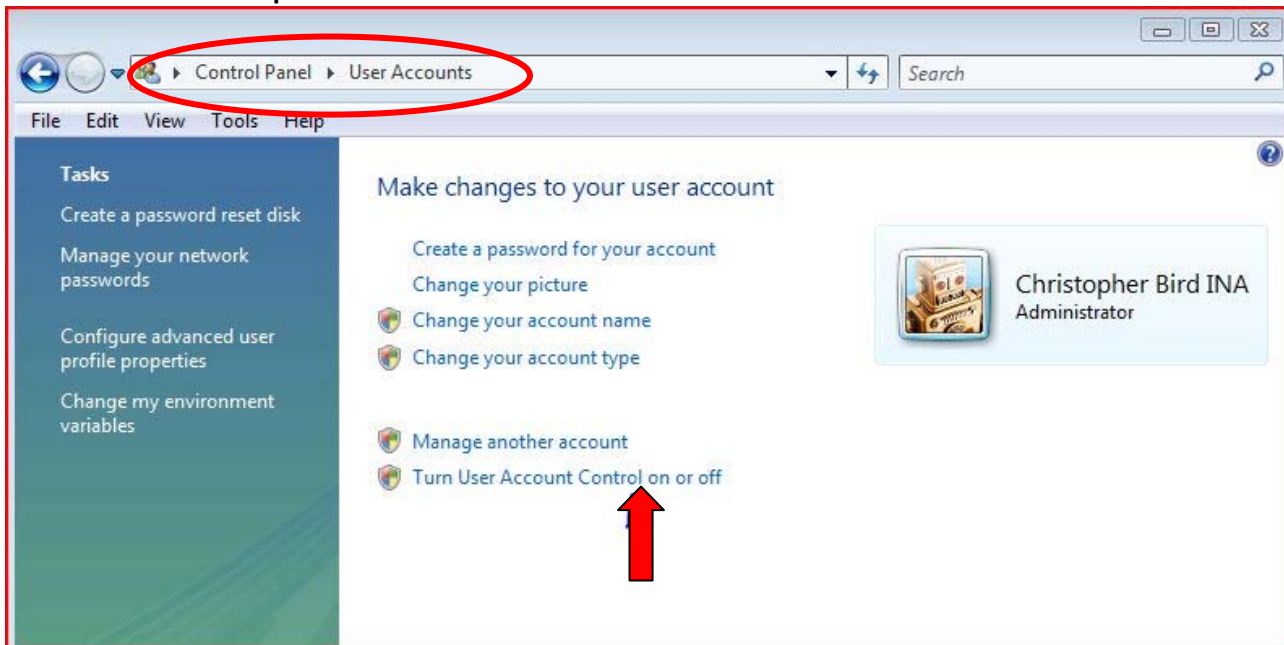 Control Panel User Accounts
Search
File Edit View Tools Help
Tasks
Create a password reset disk
Manage your network
passwords
Configure advanced user
profile properties
Change my environment
variables
Make changes to your user account
Create a password for your account
Change your picture
Change your account name
Change your account type
Manage another account
Turn User Account Control on or off
Christopher Bird INA
Administrator